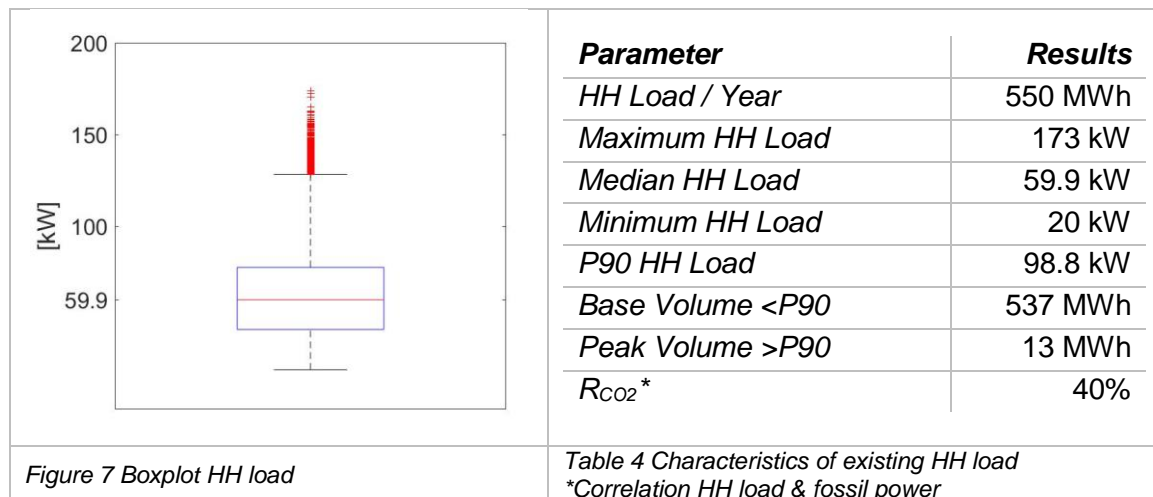 200
150
100
59.9
[kW]
Figure 7 Boxplot HH load
Parameter Results
HH Load / Year 550 MWh
Maximum HH Load 173 kW
Median HH Load 59.9 kW
Minimum HH Load 20 kW
P90 HH Load 98.8 kW
Base Volume <P90 537 MWh
Peak Volume >P90 13 MWh
RCO2* 40%
Table 4 Characteristics of existing HH load
*Correlation HH load & fossil power